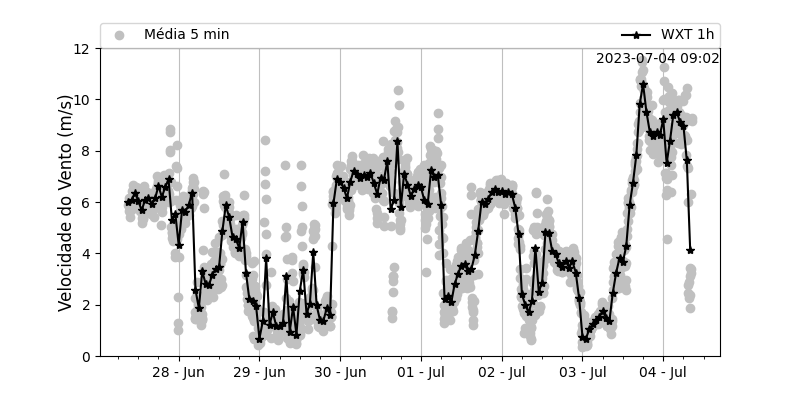 Média 5 min
WXT 1h
2023-07-04 09:02
Velocidade do Vento (m/s)
12
10
8
6
4
2
0
28 - Jun
29 - Jun
30 - Jun
01 - Jul
02 - Jul
03 - Jul
04 - Jul